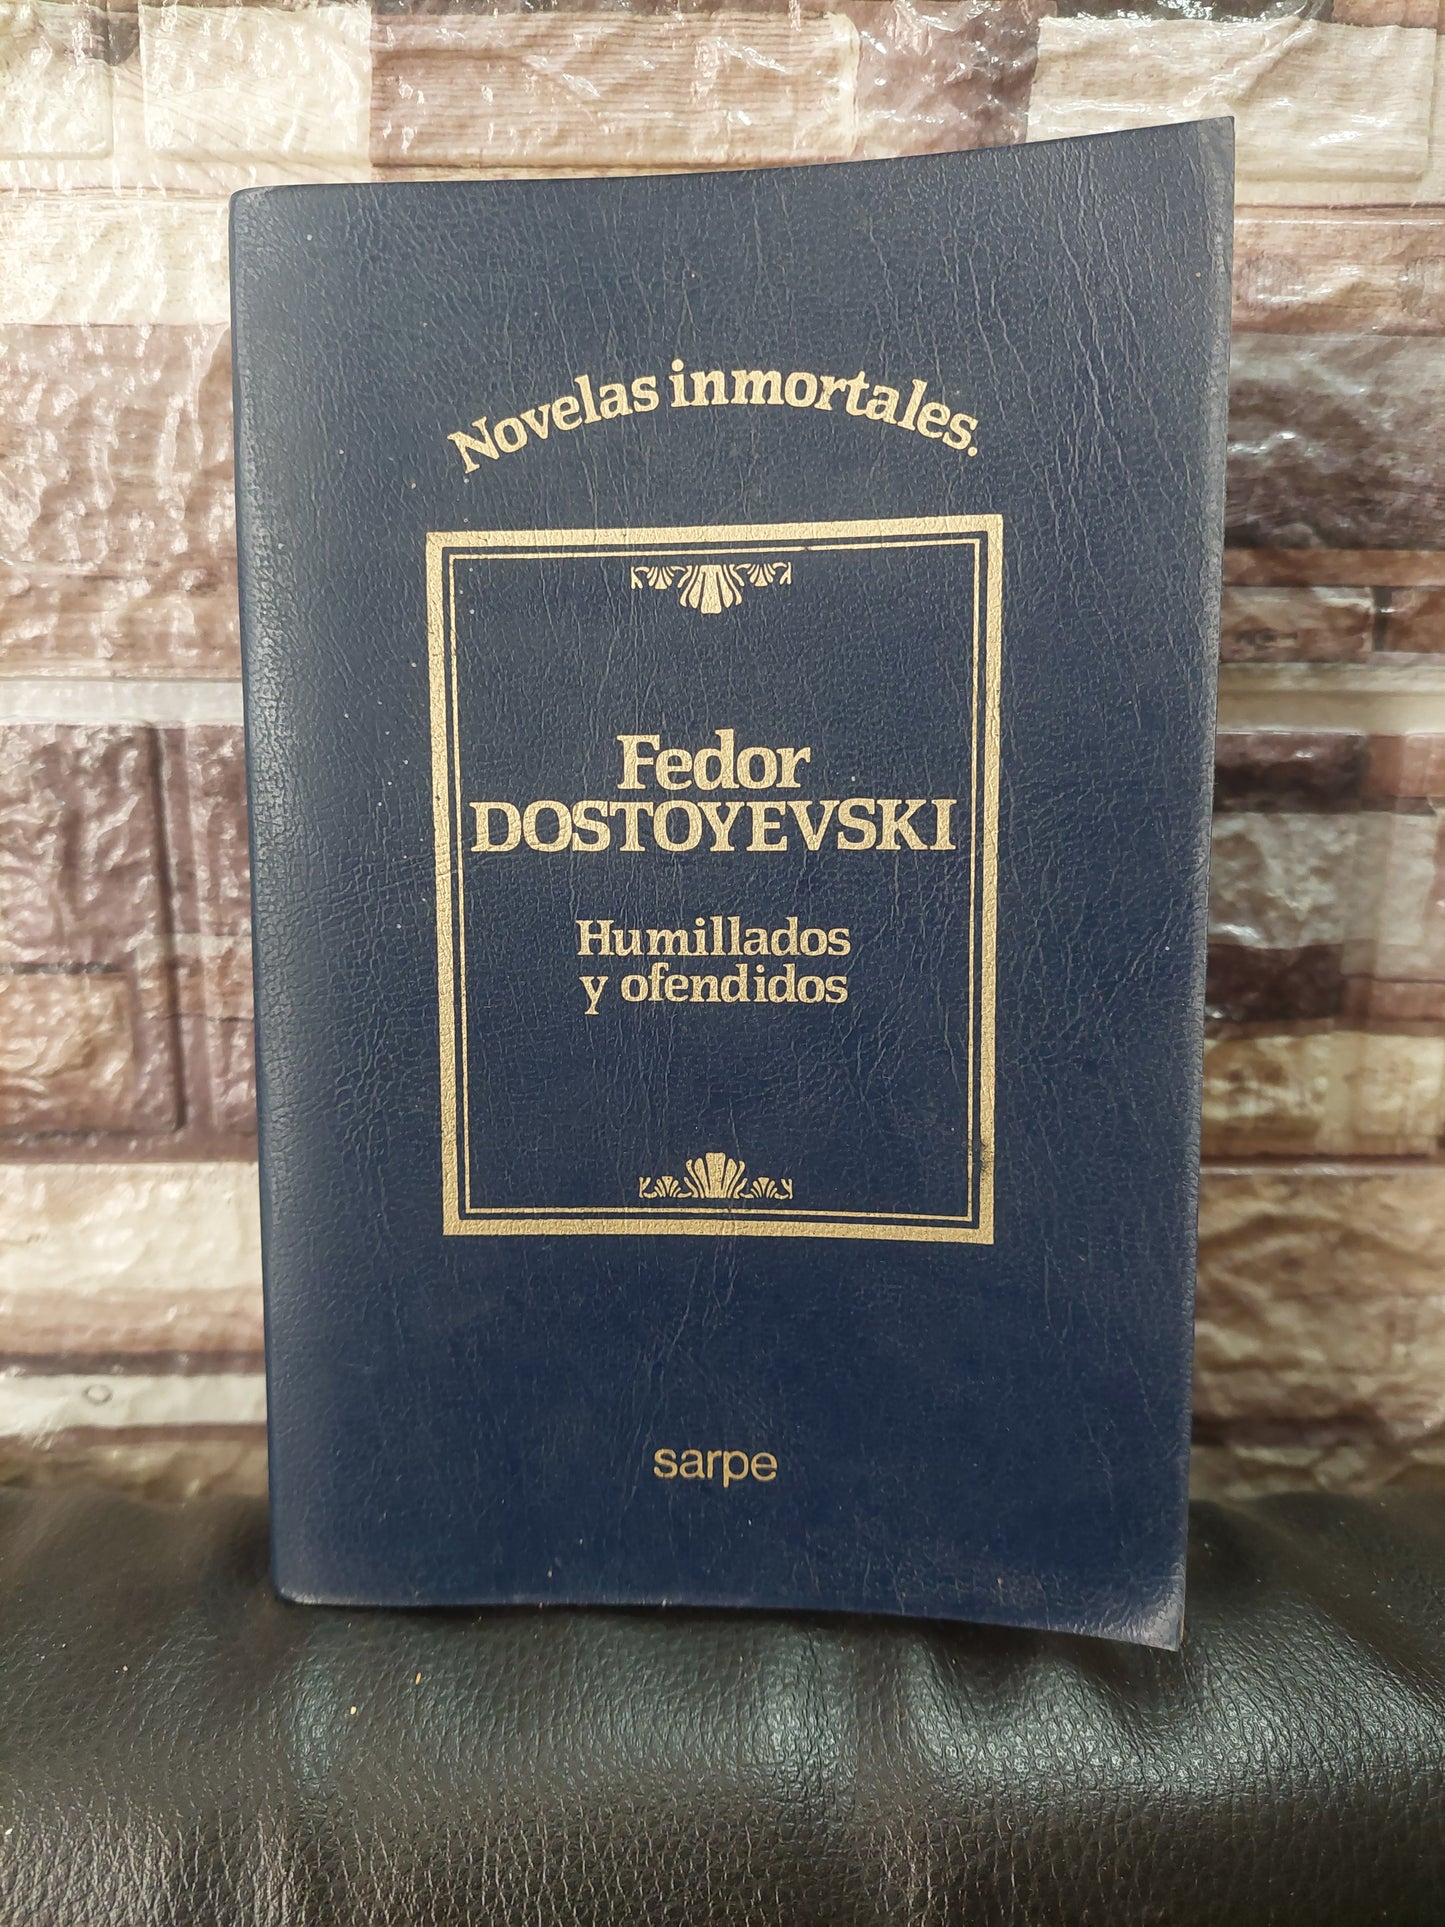 Novelas inmortales.
Fedor
DOSTOYEVSKI
Humillados
y ofendidos
sarpe